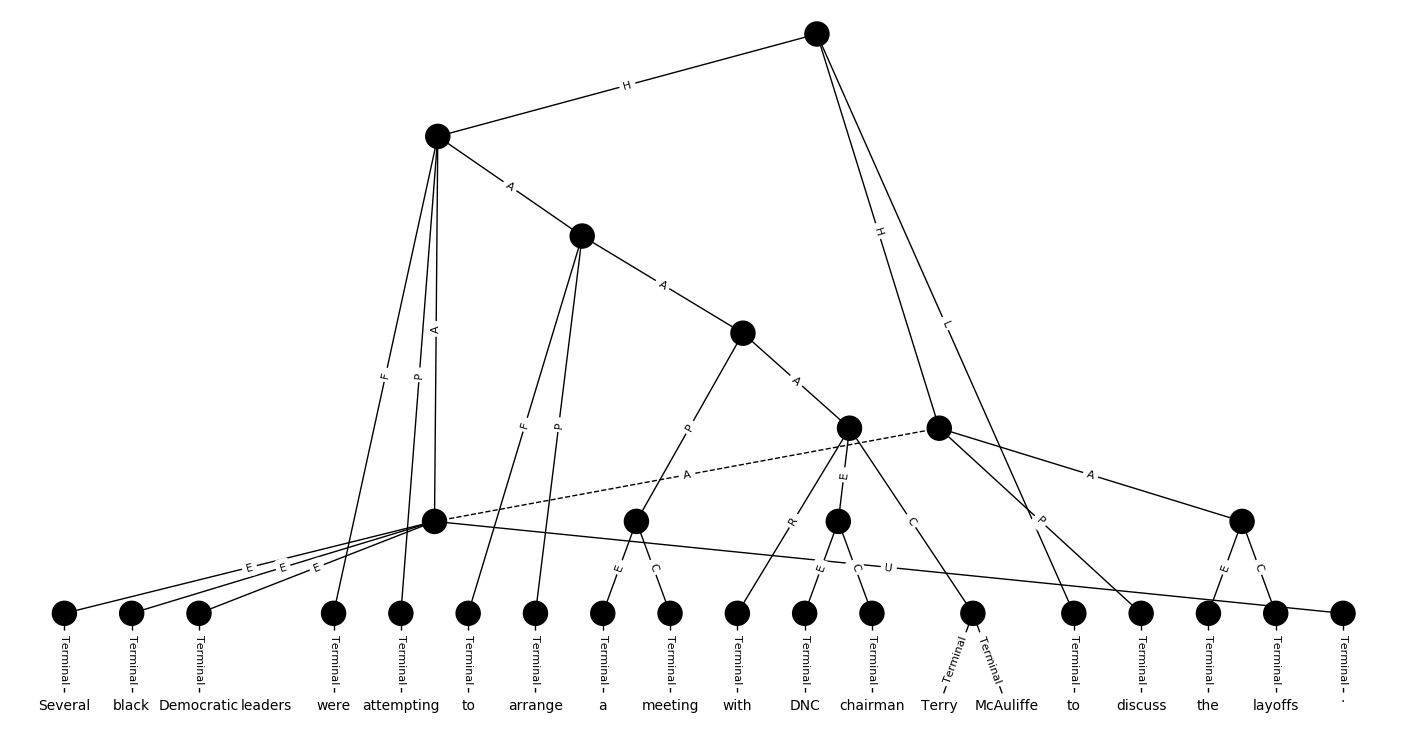 H
A
H
A
L
A
F
P
A
F
P
P
A
E
A
R
C
P
E
E
E
E
C
E
C
U
E
C
Terminal Terminal Terminal Terminal Terminal Terminal Terminal Terminal Terminal Terminal Terminal Terminal Terminal Terminal Terminal Terminal Terminal Terminal Terminal
Several black Democratic leaders were attempting to arrange a meeting with DNC chairman Terry McAuliffe to discuss the layoffs .